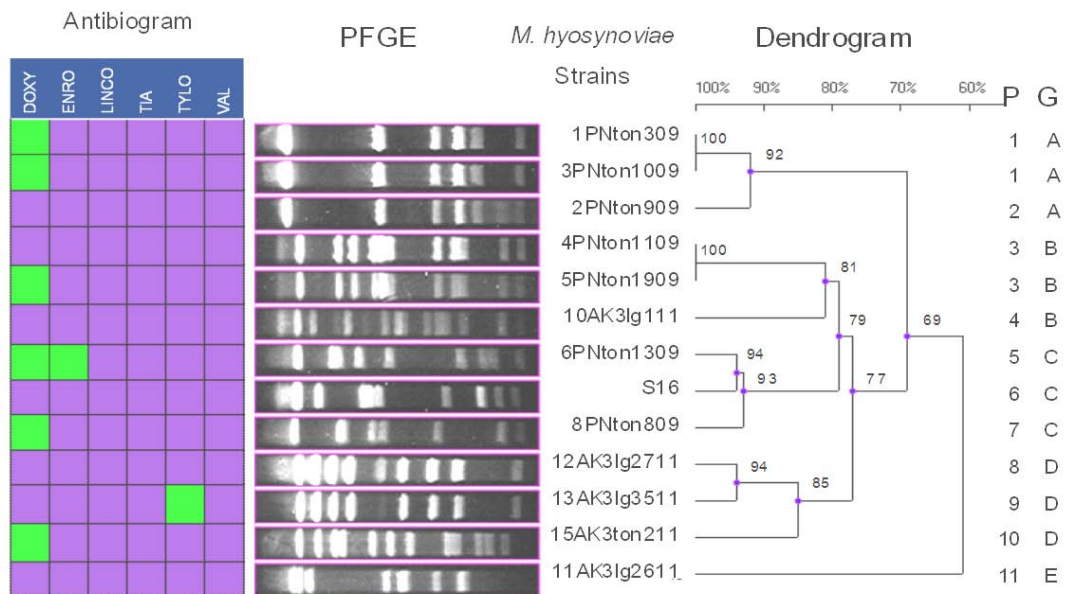 Antibiogram
PFGE
M. hyosynoviae
Strains
Dendrogram
DOXY
ENRO
LINCO
TIA
TYLO
VAL
100% 90% 80% 70% 60%
P G
1PNton309 1 A
3PNton1009 1 A
2PNton909 2 A
4PNton1109 3 B
5PNton1909 3 B
10AK3lg111 4 B
6PNton1309 5 C
S16 6 C
8PNton809 7 C
12AK3lg2711 8 D
13AK3lg3511 9 D
15AK3ton211 10 D
11AK3lg2611 11 E
100
92
100
81
79
69
94
93
77
94
85